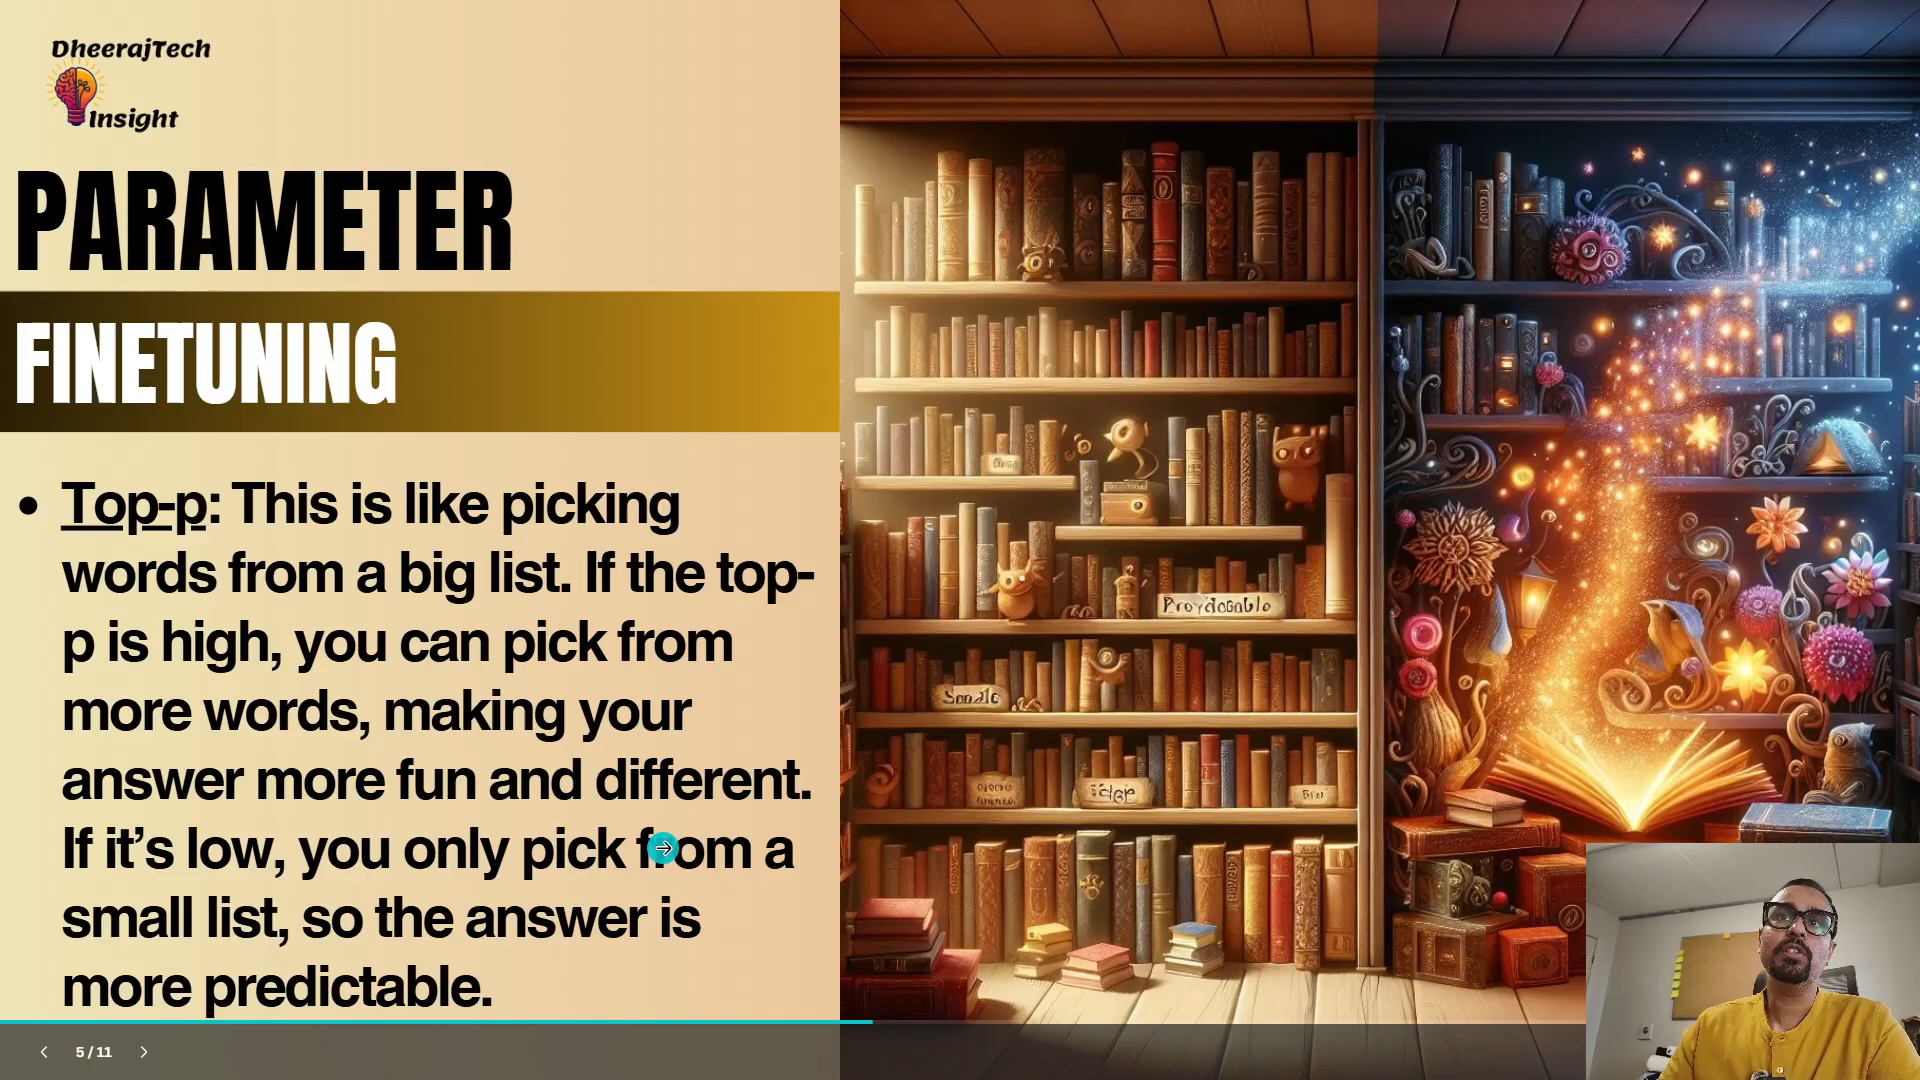 DheerajTech
Insight
PARAMETER
FINETUNING
• Top-p: This is like picking
words from a big list. If the top-
p is high, you can pick from
more words, making your
answer more fun and different.
If it’s low, you only pick from a
small list, so the answer is
more predictable.
5 / 11